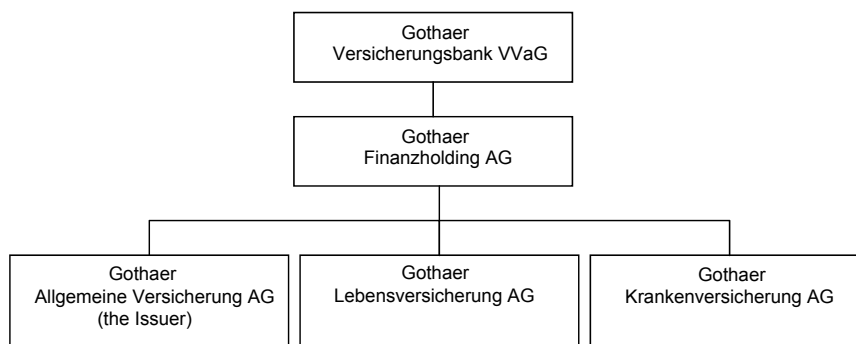 Gothaer
Versicherungsbank VVaG
Gothaer
Finanzholding AG
Gothaer
Allgemeine Versicherung AG
(the Issuer)
Gothaer
Lebensversicherung AG
Gothaer
Krankenversicherung AG